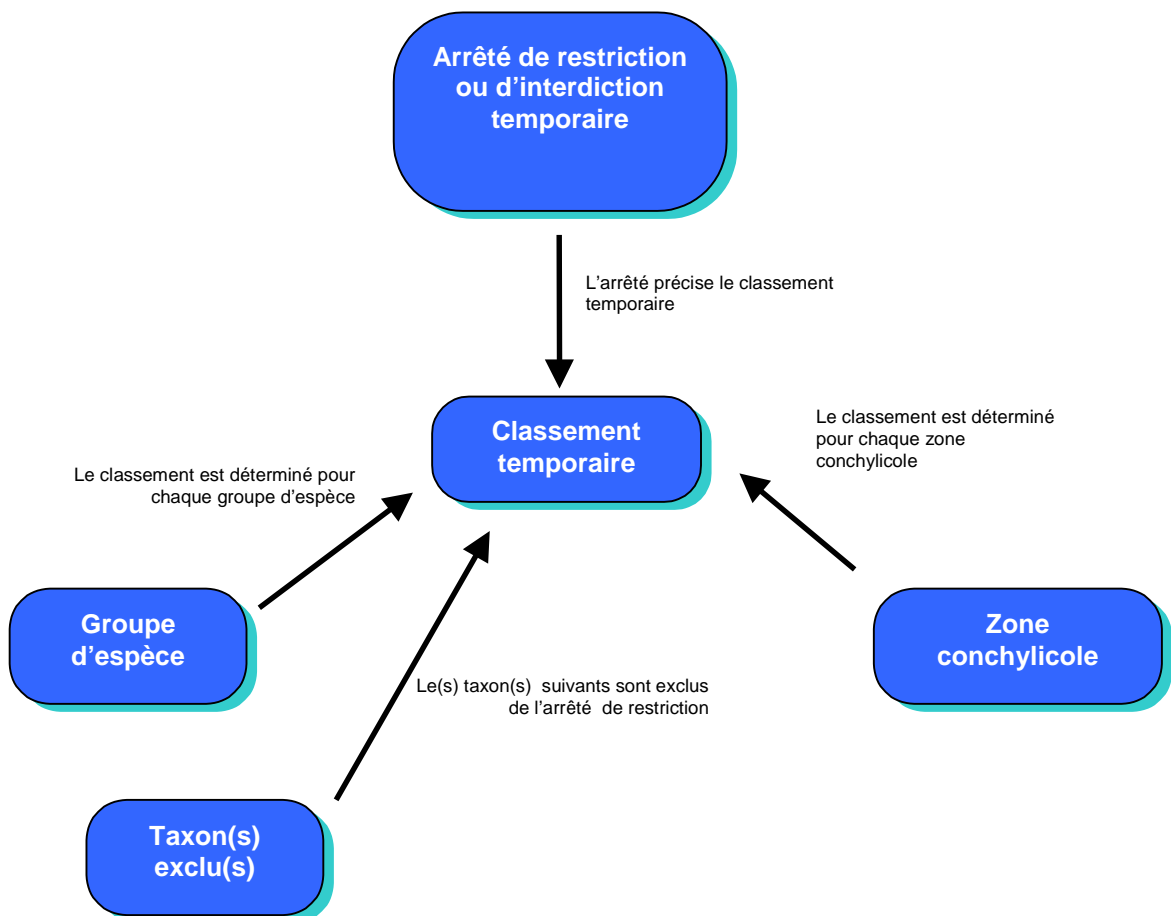 Arrêté de restriction
ou d'interdiction
temporaire
L'arrêté précise le classement
temporaire
Classement
temporaire
Le classement est déterminé
pour chaque zone
conchylicole
Le classement est déterminé pour
chaque groupe d'espèce
Groupe
d'espèce
Zone
conchylicole
Le(s) taxon(s) suivants sont exclus
de l'arrêté de restriction
Taxon(s)
exclu(s)